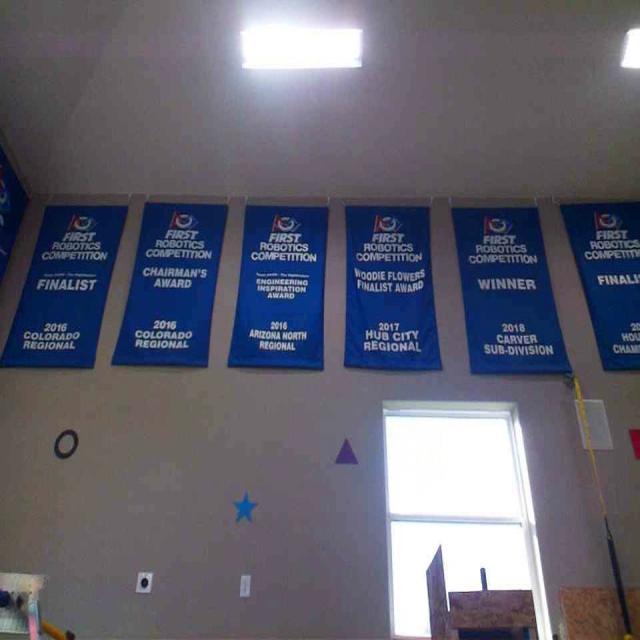 FIRST
ROBOTICS
COMPETITION
FINALIST
2016
COLORADO
REGIONAL
FIRST
ROBOTICS
COMPETITION
CHAIRMAN'S
AWARD
2016
COLORADO
REGIONAL
FIRST
ROBOTICS
COMPETITION
ENGINEERING
INSPIRATION
AWARD
2016
ARIZONA NORTH
REGIONAL
FIRST
ROBOTICS
COMPETITION
WOODIE FLOWERS
FINALIST AWARD
2017
HUB CITY
REGIONAL
FIRST
ROBOTICS
COMPETITION
WINNER
2018
CARVER
SUB-DIVISION
FIRST
ROBOTICS